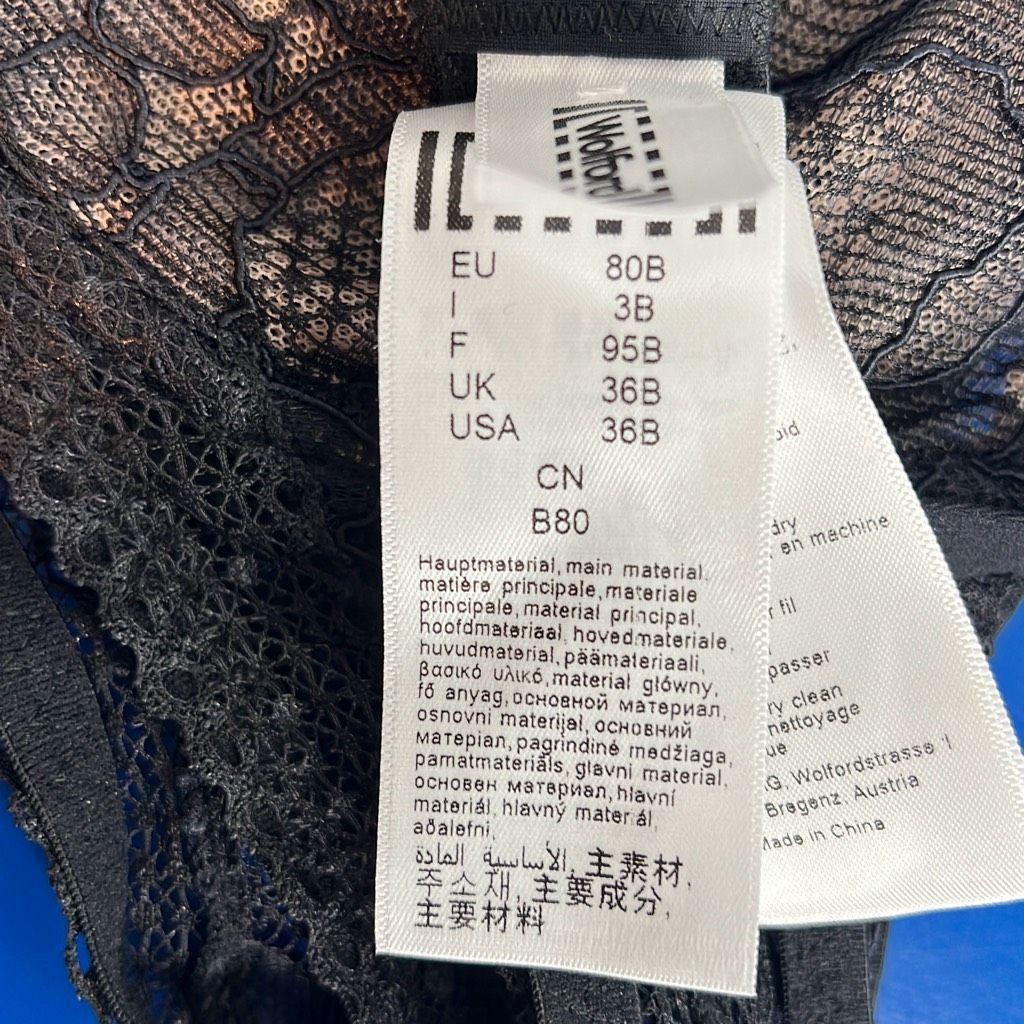 Wolford
EU 80B
I 3B
F 95B
UK 36B
USA 36B
CN
B80
Hauptmaterial, main material,
matière principale, materiale
principale, material principal,
hoofdmateriaal, hovedmateriale,
huvudmaterial, päämateriaali,
βασικό υλικό, material główny,
fő anyag, основной материал,
osnovni materijal, основний
матеріал, pagrindinė medžiaga,
pamatmateriāls, glavni material,
основен материал, hlavní
materiál, hlavný materiál,
aðalefni,
المادة الأساسية, 主素材,
주소재, 主要成分,
主要材料
en machine
fil
passer
clean
nettoyage
Wolfordstrasse 1
Bregenz, Austria
Made in China